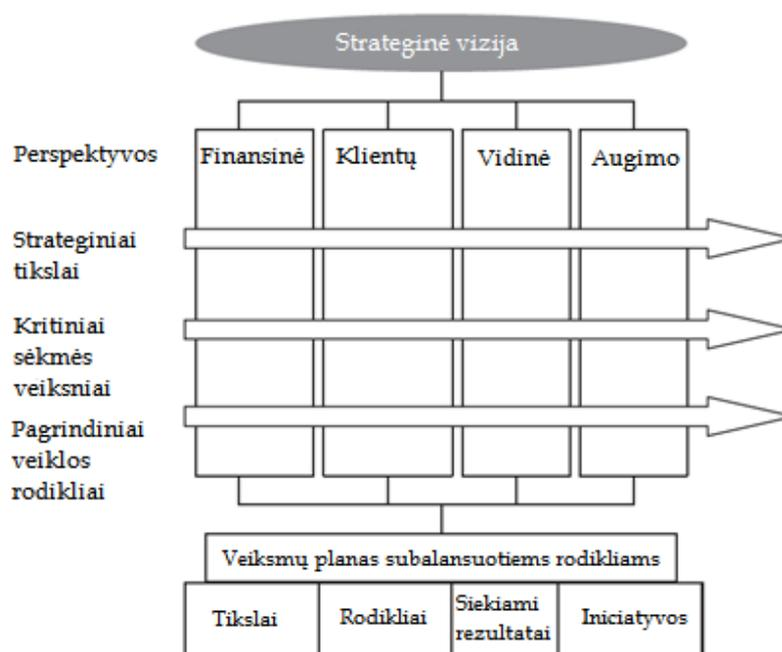 Strateginė vizija
Perspektyvos
Finansinė
Klientų
Vidinė
Augimo
Strateginiai
tikslai
Kritiniai
sėkmės
veiksniai
Pagrindiniai
veiklos
rodikliai
Veiksmų planas subalansuotiems rodikliams
Tikslai
Rodikliai
Siekiami
rezultatai
Iniciatyvos